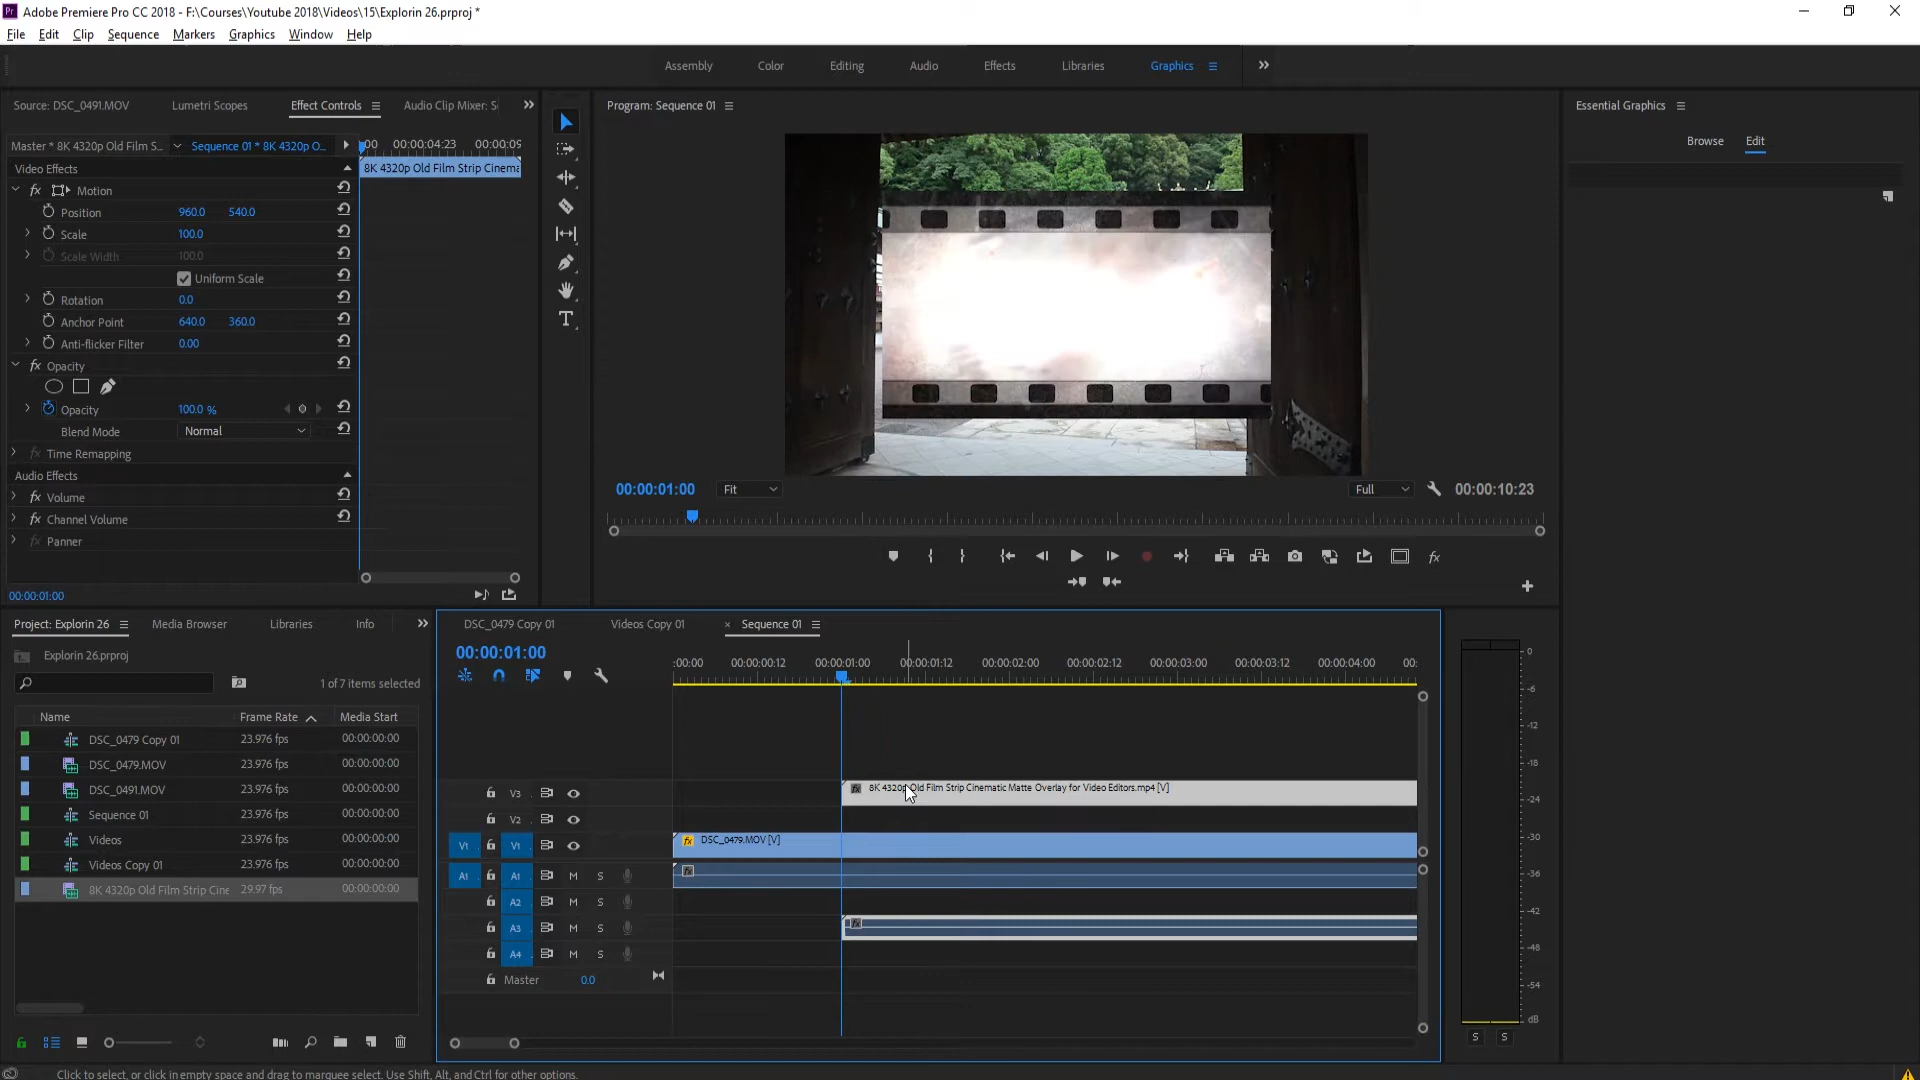 Adobe Premiere Pro CC 2018 - F:\Courses\Youtube 2018\Videos\15\Explorin 26.prproj *
File Edit Clip Sequence Markers Graphics Window Help
Assembly Color Editing Audio Effects Libraries Graphics
Source: DSC_0491.MOV Lumetri Scopes Effect Controls Audio Clip Mixer: S
Program: Sequence 01
Essential Graphics
Browse Edit
Master * 8K 4320p Old Film S... Sequence 01 * 8K 4320p O... :00 00:00:04:23 00:00:09
Video Effects
8K 4320p Old Film Strip Cinema
fx Motion
Position 960.0 540.0
Scale 100.0
Scale Width 100.0
Uniform Scale
Rotation 0.0
Anchor Point 640.0 360.0
Anti-flicker Filter 0.00
fx Opacity
Opacity 100.0 %
Blend Mode Normal
fx Time Remapping
Audio Effects
fx Volume
fx Channel Volume
fx Panner
00:00:01:00
00:00:01:00 Fit Full 00:00:10:23
fx
Project: Explorin 26 Media Browser Libraries Info
Explorin 26.prproj
1 of 7 items selected
Name Frame Rate Media Start
DSC_0479 Copy 01 23.976 fps 00:00:00:00
DSC_0479.MOV 23.976 fps 00:00:00:00
DSC_0491.MOV 23.976 fps 00:00:00:00
Sequence 01 23.976 fps 00:00:00:00
Videos 23.976 fps 00:00:00:00
Videos Copy 01 23.976 fps 00:00:00:00
8K 4320p Old Film Strip Cine 29.97 fps 00:00:00:00
DSC_0479 Copy 01 Videos Copy 01 × Sequence 01
00:00:01:00
:00:00 00:00:00:12 00:00:01:00 00:00:01:12 00:00:02:00 00:00:02:12 00:00:03:00 00:00:03:12 00:00:04:00 00:
V3 fx 8K 4320p Old Film Strip Cinematic Matte Overlay for Video Editors.mp4 [V]
V2
V1 V1 fx DSC_0479.MOV [V]
A1 A1 M S fx
A2 M S
A3 M S fx
A4 M S
Master 0.0
0
-6
-12
-18
-24
-30
-36
-42
-48
-54
dB
S S
Click to select, or click in empty space and drag to marquee select. Use Shift, Alt, and Ctrl for other options.